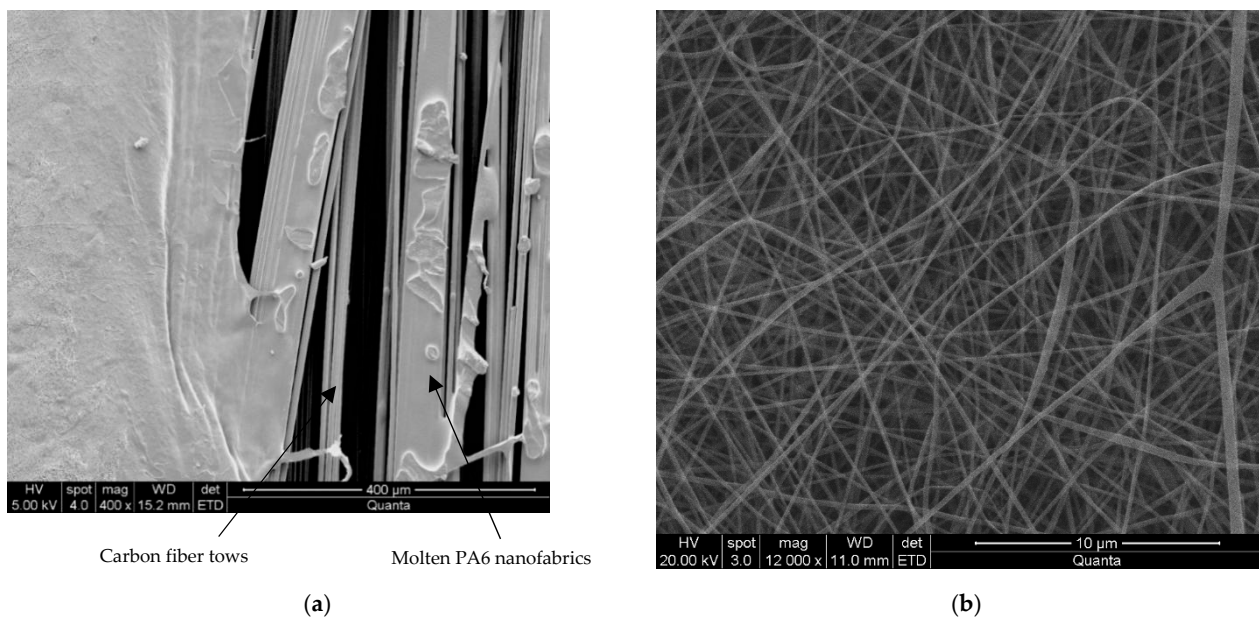 HV spot mag WD det 400 µm
5.00 kV 4.0 400 x 15.2 mm ETD Quanta
Carbon fiber tows
Molten PA6 nanofabrics
(a)
HV spot mag WD det 10 µm
20.00 kV 3.0 12 000 x 11.0 mm ETD Quanta
(b)